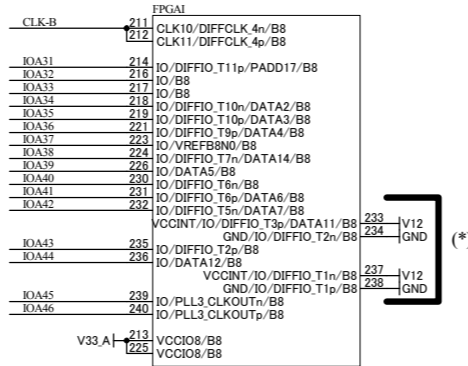 FPGAI
CLK-B 211 CLK10/DIFFCLK_4n/B8
212 CLK11/DIFFCLK_4p/B8
IOA31 214 IO/DIFFIO_T11p/PADD17/B8
IOA32 216 IO/B8
IOA33 217 IO/B8
IOA34 218 IO/DIFFIO_T10n/DATA2/B8
IOA35 219 IO/DIFFIO_T10p/DATA3/B8
IOA36 221 IO/DIFFIO_T9p/DATA4/B8
IOA37 223 IO/VREFB8N0/B8
IOA38 224 IO/DIFFIO_T7n/DATA14/B8
IOA39 226 IO/DATA5/B8
IOA40 230 IO/DIFFIO_T6n/B8
IOA41 231 IO/DIFFIO_T6p/DATA6/B8
IOA42 232 IO/DIFFIO_T5n/DATA7/B8
VCCINT/IO/DIFFIO_T3p/DATA11/B8 233 V12
GND/IO/DIFFIO_T2n/B8 234 GND
(*)
IOA43 235 IO/DIFFIO_T2p/B8
IOA44 236 IO/DATA12/B8
VCCINT/IO/DIFFIO_T1n/B8 237 V12
GND/IO/DIFFIO_T1p/B8 238 GND
IOA45 239 IO/PLL3_CLKOUTn/B8
IOA46 240 IO/PLL3_CLKOUTp/B8
V33_A 213 VCCIO8/B8
225 VCCIO8/B8